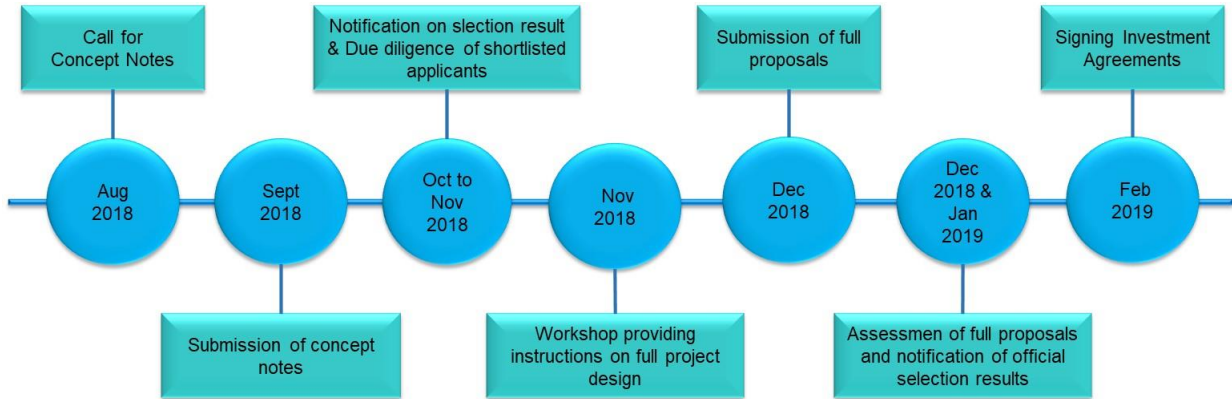 Call for
Concept Notes
Notification on slection result
& Due diligence of shortlisted
applicants
Submission of full
proposals
Signing Investment
Agreements
Aug
2018
Sept
2018
Oct to
Nov
2018
Nov
2018
Dec
2018
Dec
2018 &
Jan
2019
Feb
2019
Submission of concept
notes
Workshop providing
instructions on full project
design
Assessmen of full proposals
and notification of official
selection results